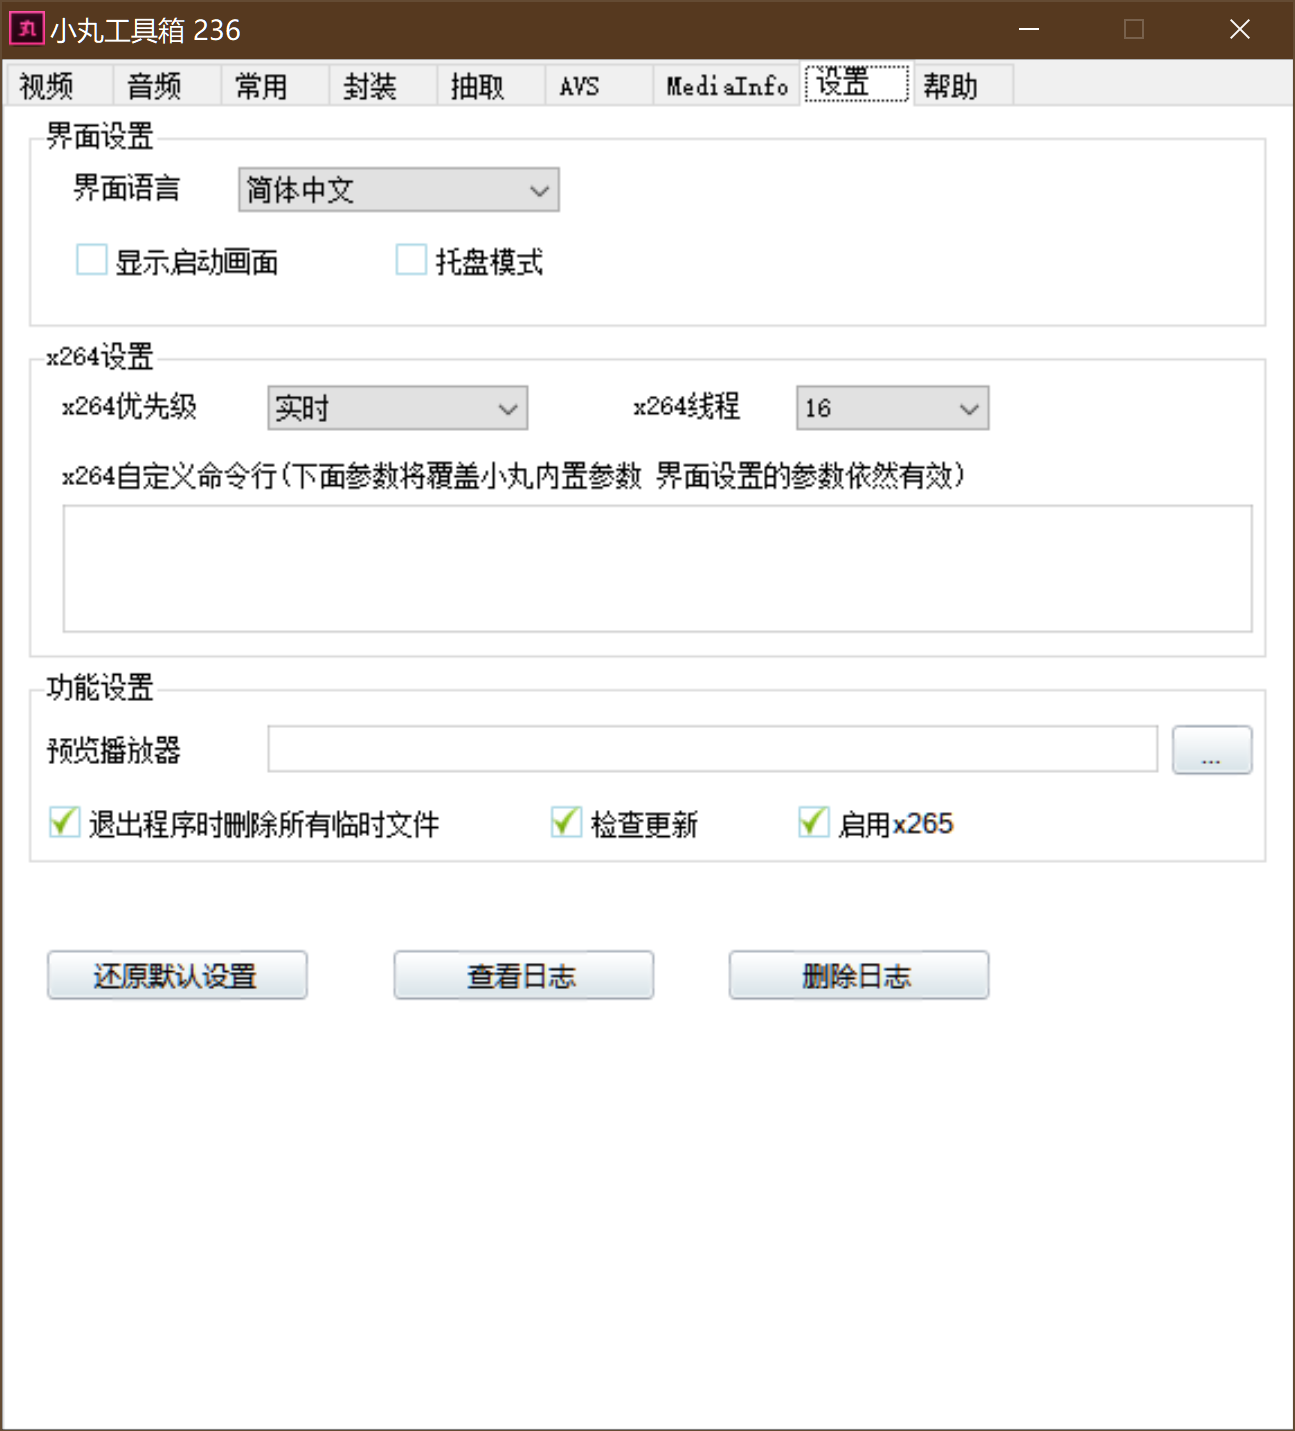 丸 小丸工具箱 236
视频 音频 常用 封装 抽取 AVS MediaInfo 设置 帮助
界面设置
界面语言 简体中文
显示启动画面 托盘模式
x264设置
x264优先级 实时 x264线程 16
x264自定义命令行(下面参数将覆盖小丸内置参数 界面设置的参数依然有效)
功能设置
预览播放器 ...
退出程序时删除所有临时文件 检查更新 启用x265
还原默认设置 查看日志 删除日志